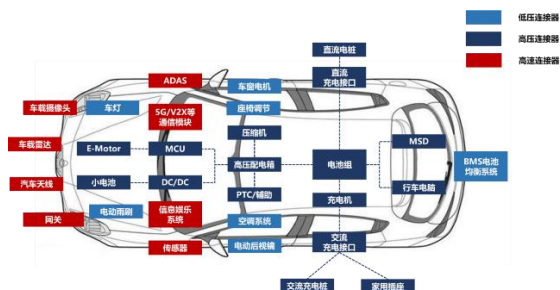 低压连接器
高压连接器
高速连接器
直流电桩
ADAS
车窗电机
直流
充电接口
车载摄像头
车灯
5G/V2X等
通信模块
座椅调节
压缩机
车载雷达
E-Motor
MCU
高压配电箱
电池组
MSD
BMS电池
均衡系统
汽车天线
小电池
DC/DC
PTC/辅助
行车电脑
网关
电动雨刷
信息娱乐
系统
空调系统
充电机
传感器
电动后视镜
交流
充电接口
交流充电桩
家用插座